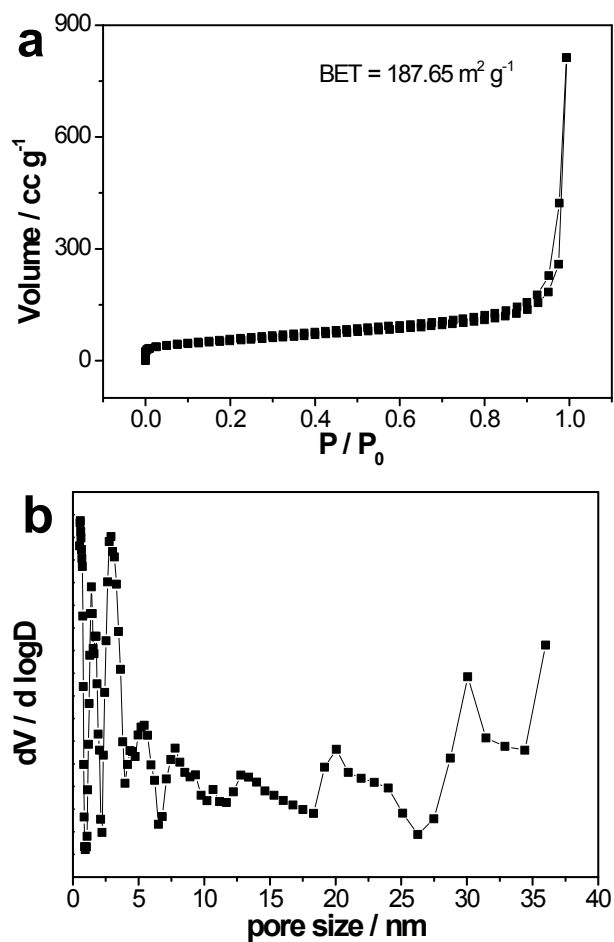 a
900
600
300
0
Volume / cc g⁻¹
BET = 187.65 m² g⁻¹
0.0 0.2 0.4 0.6 0.8 1.0
P / P₀
b
dV / d logD
0 5 10 15 20 25 30 35 40
pore size / nm